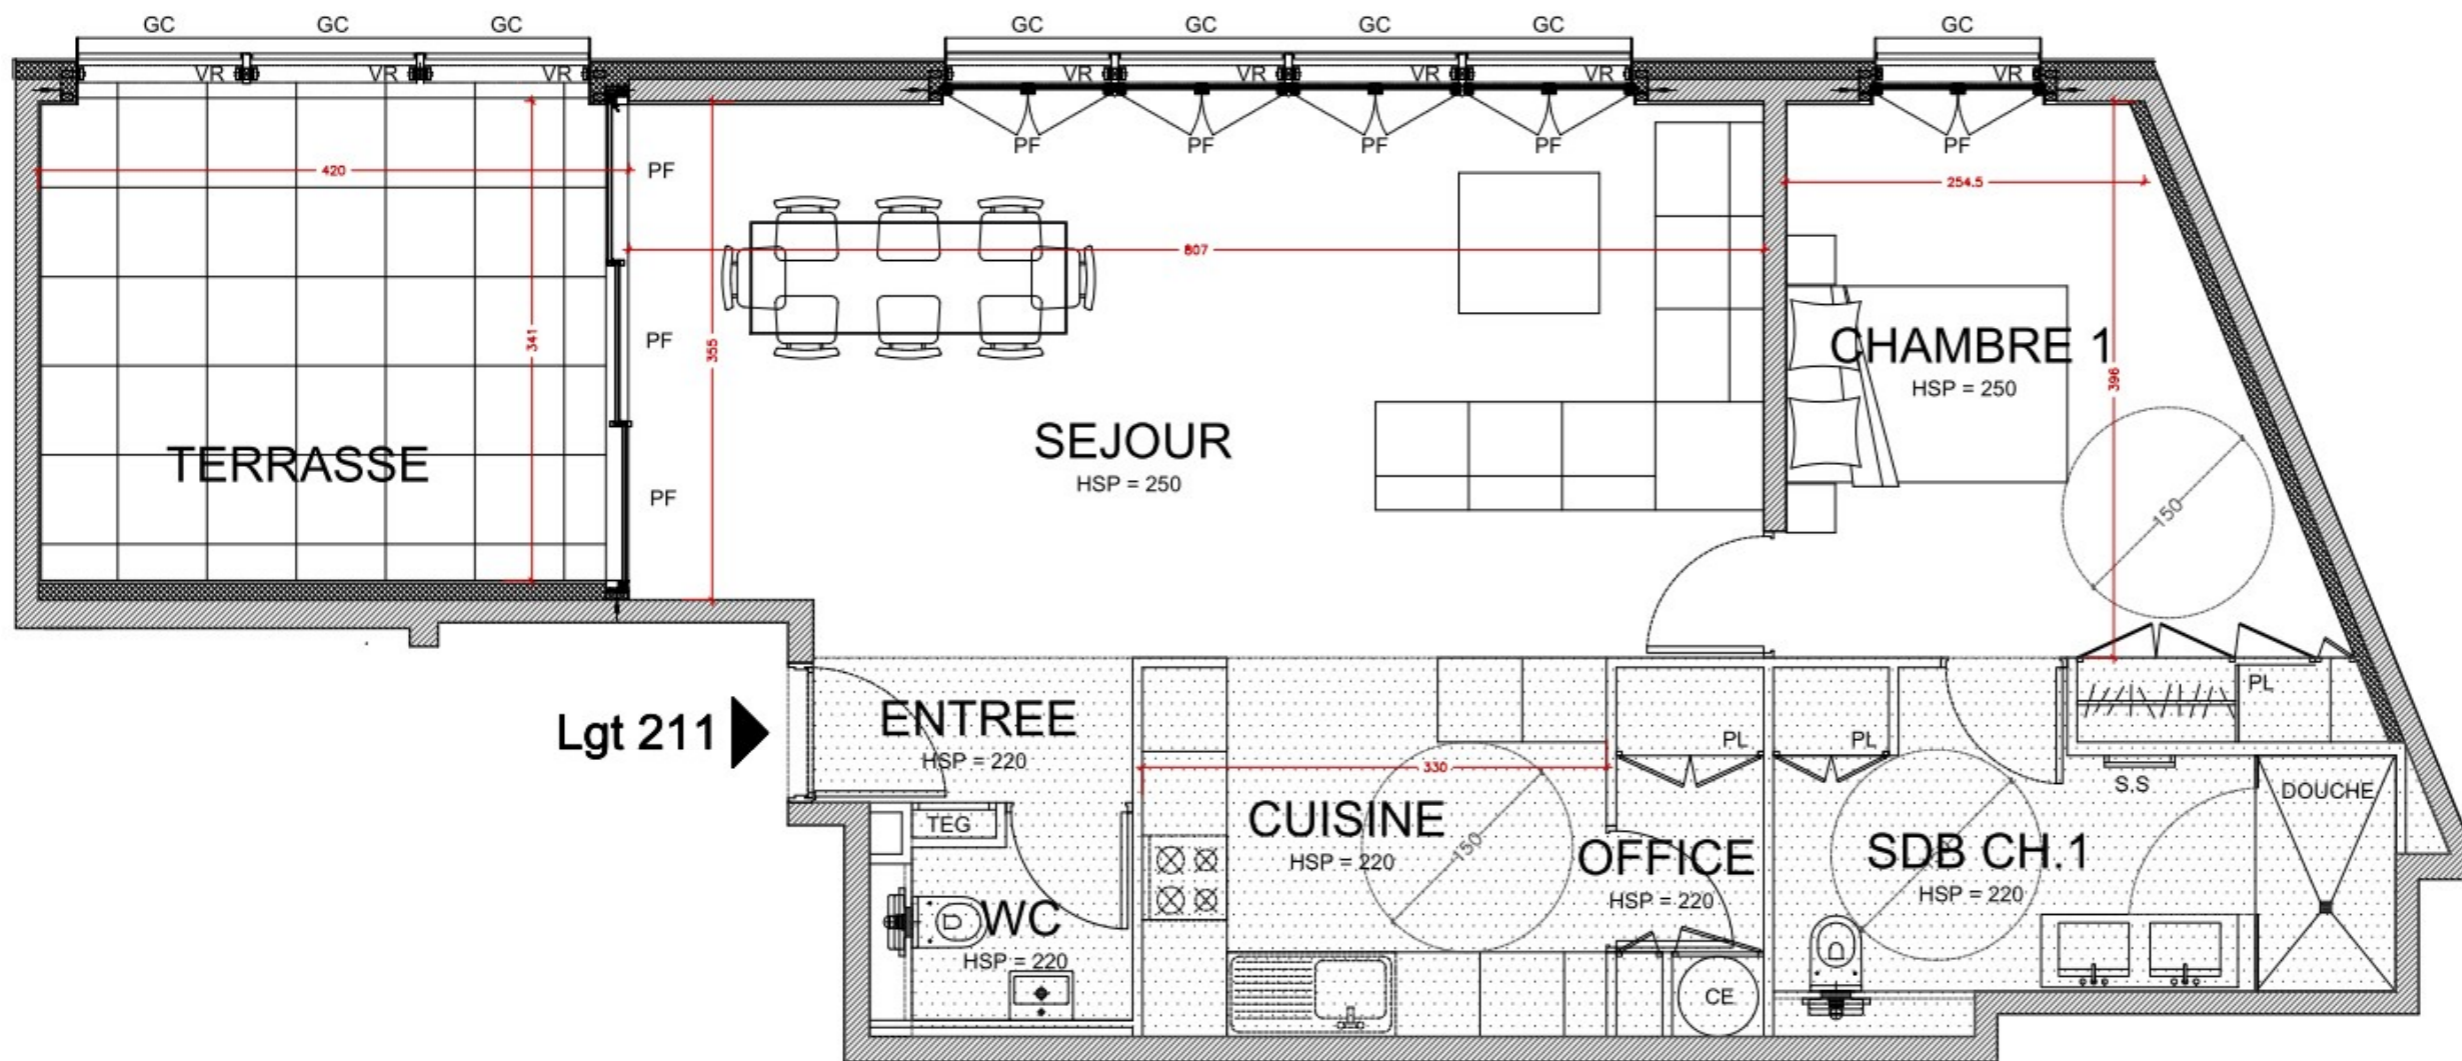 GC GC GC GC GC GC GC GC
VR VR VR VR VR VR VR VR
PF PF PF PF PF
PF
420
254.5
807
341
PF
355
CHAMBRE 1
HSP = 250
396
TERRASSE
SEJOUR
HSP = 250
PF
150
Lgt 211
ENTREE
HSP = 220
PL
PL
PL
330
S.S
DOUCHE
TEG
CUISINE
HSP = 220
150
OFFICE
HSP = 220
SDB CH.1
HSP = 220
WC
HSP = 220
CE